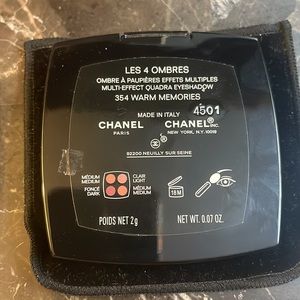 LES 4 OMBRES
OMBRE À PAUPIÈRES EFFETS MULTIPLES
MULTI-EFFECT QUADRA EYESHADOW
354 WARM MEMORIES
MADE IN ITALY 4501
CHANEL CHANEL INC.
PARIS NEW YORK, N.Y. 10019
92200 NEUILLY SUR SEINE
MÉDIUM CLAIR
MEDIUM LIGHT
FONCÉ MÉDIUM
DARK MEDIUM
18M
POIDS NET 2g NET WT. 0.07 OZ.